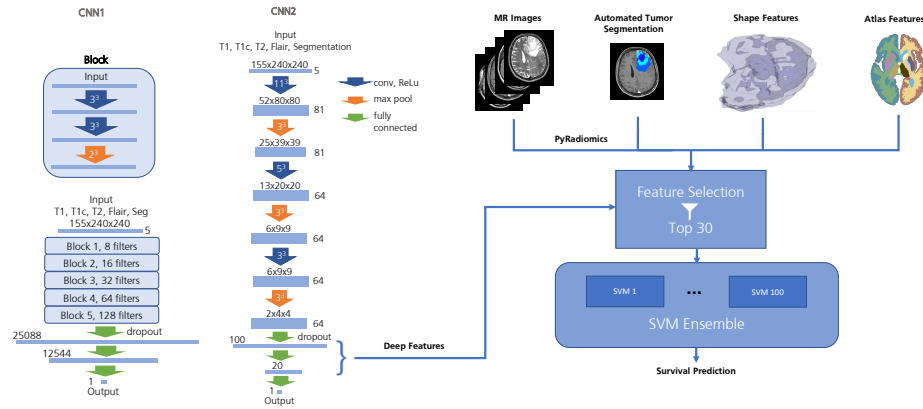 CNN1
Block
Input
3³
3³
2³
Input
T1, T1c, T2, Flair, Seg
155x240x240
5
Block 1, 8 filters
Block 2, 16 filters
Block 3, 32 filters
Block 4, 64 filters
Block 5, 128 filters
dropout
25088
12544
1
Output
CNN2
Input
T1, T1c, T2, Flair, Segmentation
155x240x240
5
11³
52x80x80
81
3³
25x39x39
81
5³
13x20x20
64
3³
6x9x9
64
3³
6x9x9
64
3³
2x4x4
64
dropout
100
20
1
Output
conv, ReLu
max pool
fully
connected
Deep Features
MR Images
Automated Tumor
Segmentation
Shape Features
Atlas Features
PyRadiomics
Feature Selection
Top 30
SVM 1
...
SVM 100
SVM Ensemble
Survival Prediction